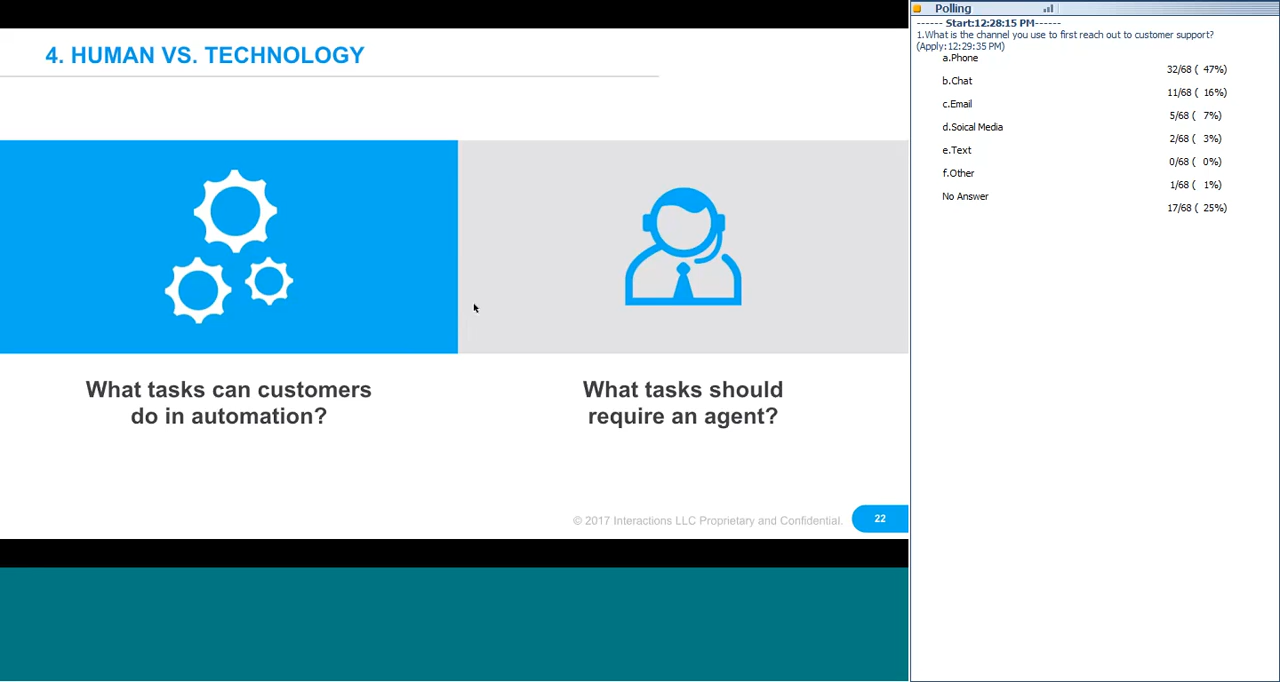 4. HUMAN VS. TECHNOLOGY
What tasks can customers
do in automation?
What tasks should
require an agent?
© 2017 Interactions LLC Proprietary and Confidential.
22
Polling
------ Start:12:28:15 PM------
1.What is the channel you use to first reach out to customer support?
(Apply:12:29:35 PM)
a.Phone
32/68 ( 47%)
b.Chat
11/68 ( 16%)
c.Email
5/68 ( 7%)
d.Soical Media
2/68 ( 3%)
e.Text
0/68 ( 0%)
f.Other
1/68 ( 1%)
No Answer
17/68 ( 25%)